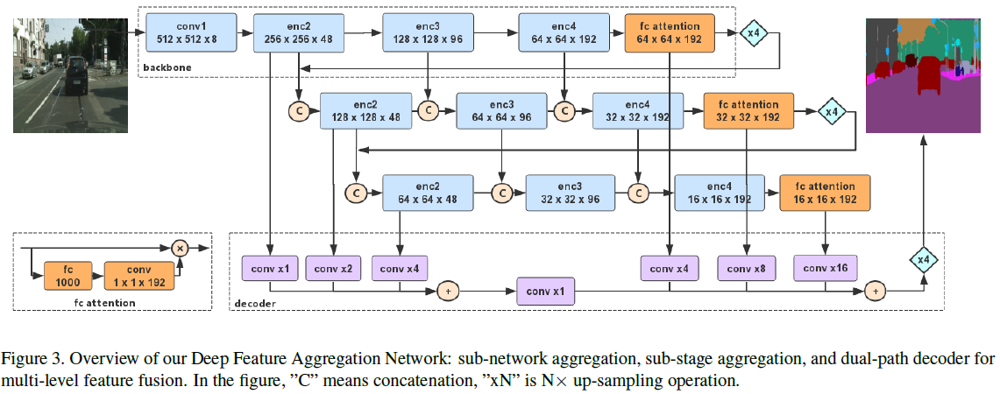 conv1
512 x 512 x 8
enc2
256 x 256 x 48
enc3
128 x 128 x 96
enc4
64 x 64 x 192
fc attention
64 x 64 x 192
x4
backbone
C
enc2
128 x 128 x 48
C
enc3
64 x 64 x 96
C
enc4
32 x 32 x 192
fc attention
32 x 32 x 192
x4
C
enc2
64 x 64 x 48
C
enc3
32 x 32 x 96
C
enc4
16 x 16 x 192
fc attention
16 x 16 x 192
fc
1000
conv
1 x 1 x 192
×
fc attention
conv x1
conv x2
conv x4
+
conv x1
conv x4
conv x8
conv x16
+
x4
decoder
Figure 3. Overview of our Deep Feature Aggregation Network: sub-network aggregation, sub-stage aggregation, and dual-path decoder for
multi-level feature fusion. In the figure, ”C” means concatenation, ”xN” is N× up-sampling operation.